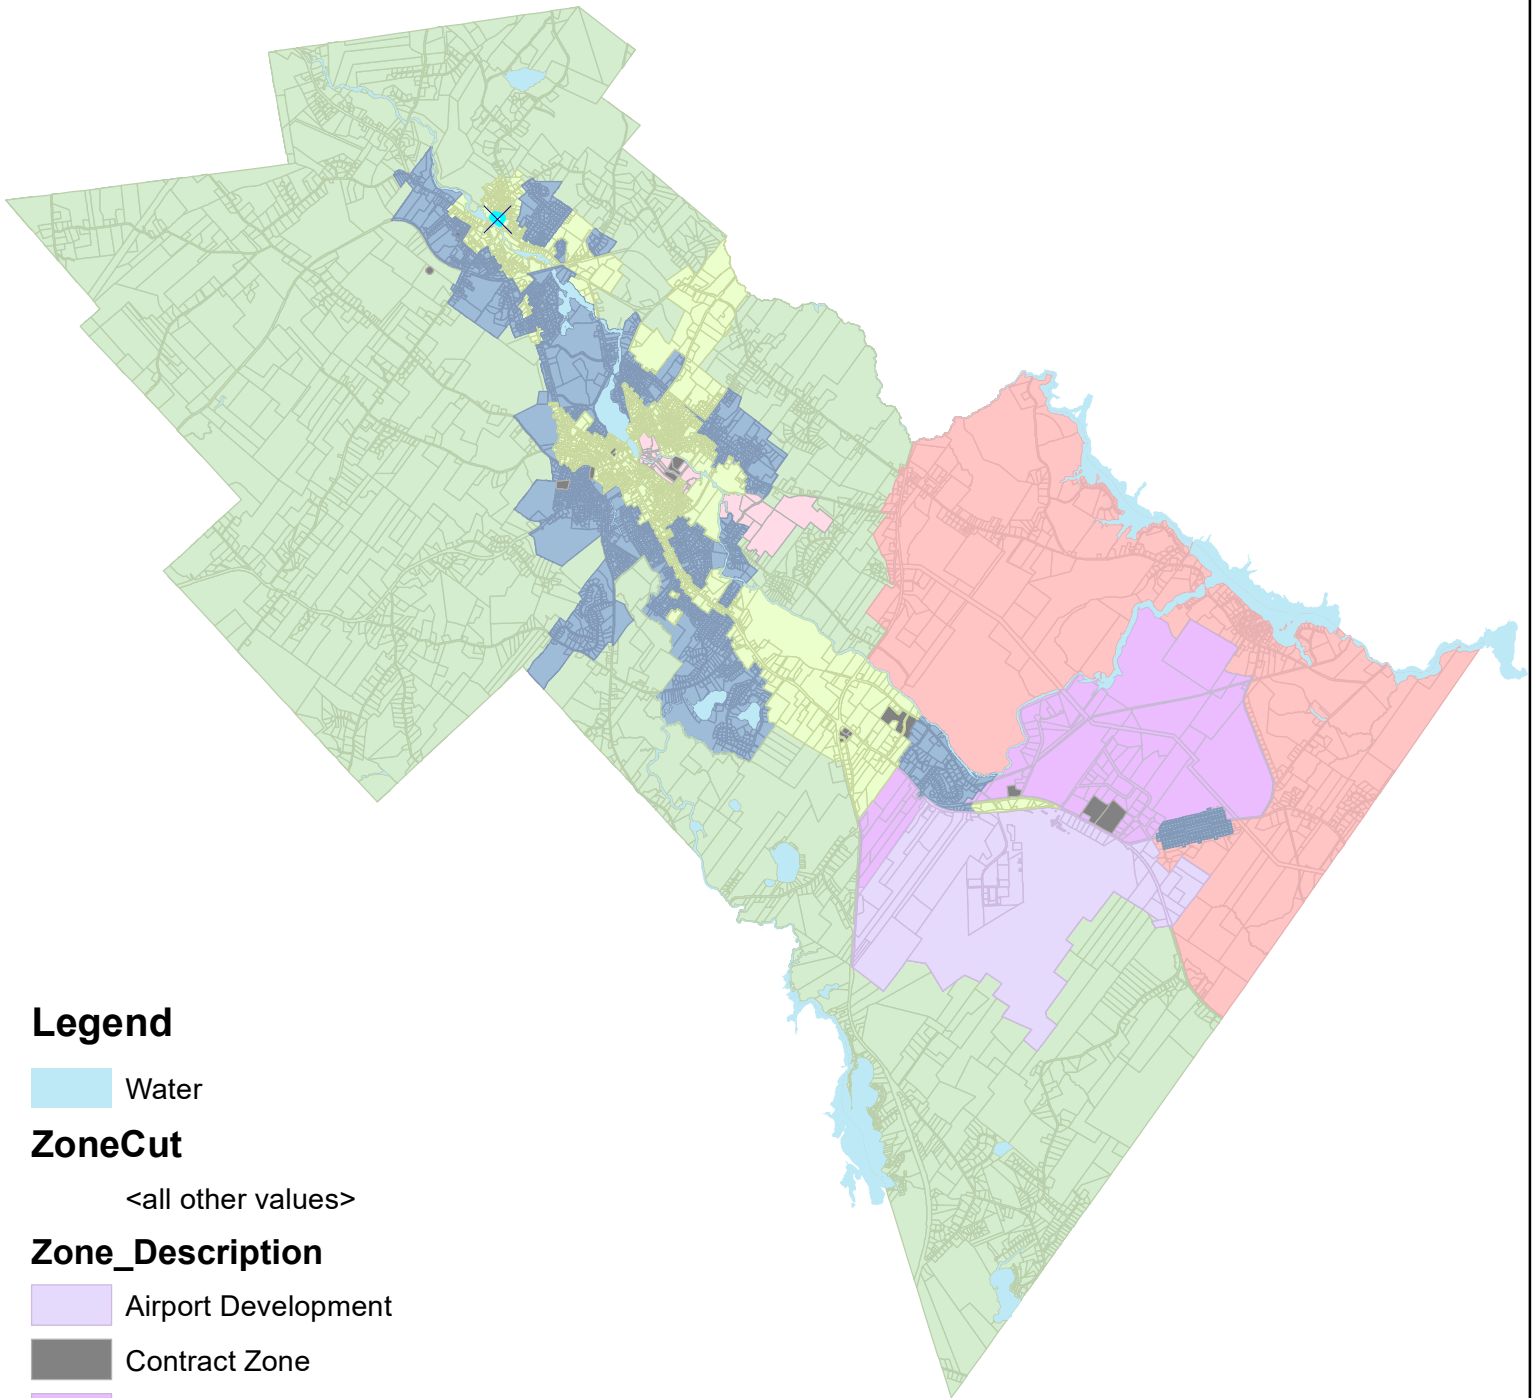 Legend
Water
ZoneCut
<all other values>
Zone_Description
Airport Development
Contract Zone